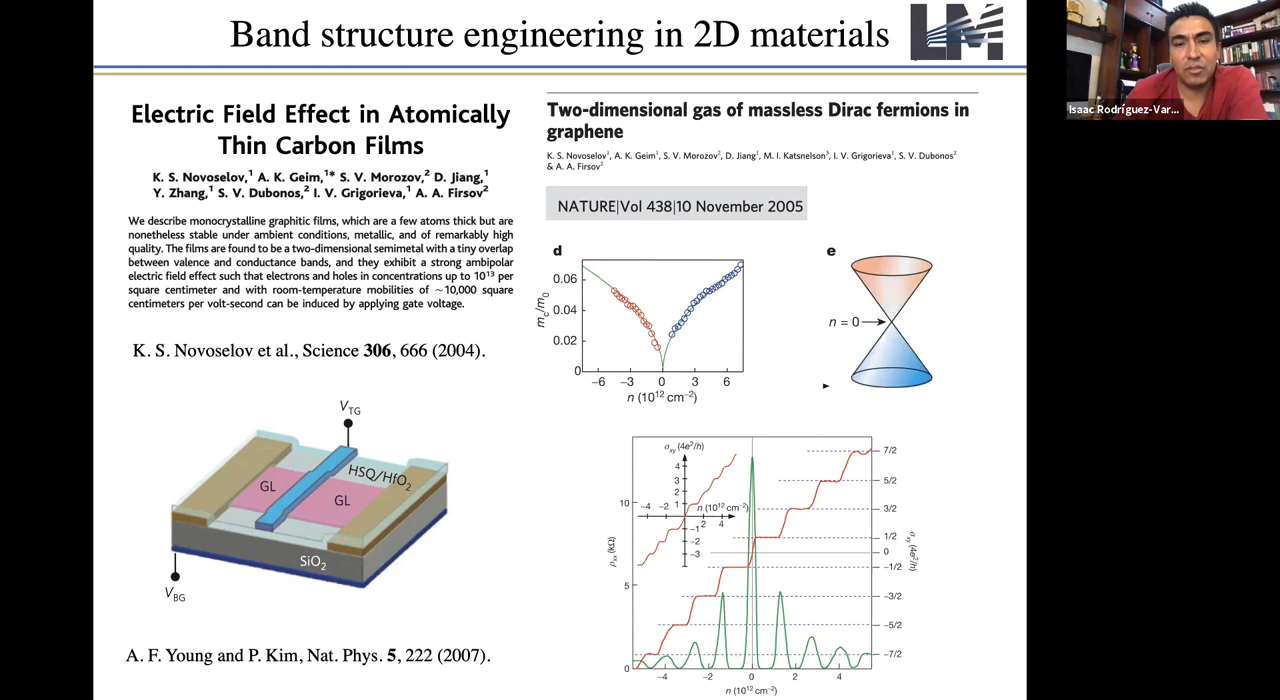 Band structure engineering in 2D materials
LM
Isaac Rodríguez-Var...
Electric Field Effect in Atomically
Thin Carbon Films
K. S. Novoselov,¹ A. K. Geim,¹* S. V. Morozov,² D. Jiang,¹
Y. Zhang,¹ S. V. Dubonos,² I. V. Grigorieva,¹ A. A. Firsov²
We describe monocrystalline graphitic films, which are a few atoms thick but are
nonetheless stable under ambient conditions, metallic, and of remarkably high
quality. The films are found to be a two-dimensional semimetal with a tiny overlap
between valence and conductance bands, and they exhibit a strong ambipolar
electric field effect such that electrons and holes in concentrations up to 10¹³ per
square centimeter and with room-temperature mobilities of ~10,000 square
centimeters per volt-second can be induced by applying gate voltage.
K. S. Novoselov et al., Science 306, 666 (2004).
V_TG
HSQ/HfO₂
GL
GL
SiO₂
V_BG
A. F. Young and P. Kim, Nat. Phys. 5, 222 (2007).
Two-dimensional gas of massless Dirac fermions in
graphene
K. S. Novoselov¹, A. K. Geim¹, S. V. Morozov², D. Jiang¹, M. I. Katsnelson³, I. V. Grigorieva¹, S. V. Dubonos²
& A. A. Firsov²
NATURE|Vol 438|10 November 2005
d
m_c/m_0
0.06
0.04
0.02
0
−6 −3 0 3 6
n (10¹² cm⁻²)
e
n = 0
σ_xy (4e²/h)
4
3
2
1
−4 −2
n (10¹² cm⁻²)
2 4
−1
−2
−3
10
5
0
ρ_xx (kΩ)
7/2
5/2
3/2
1/2
0
−1/2
−3/2
−5/2
−7/2
σ_xy (4e²/h)
−4 −2 0 2 4
n (10¹² cm⁻²)